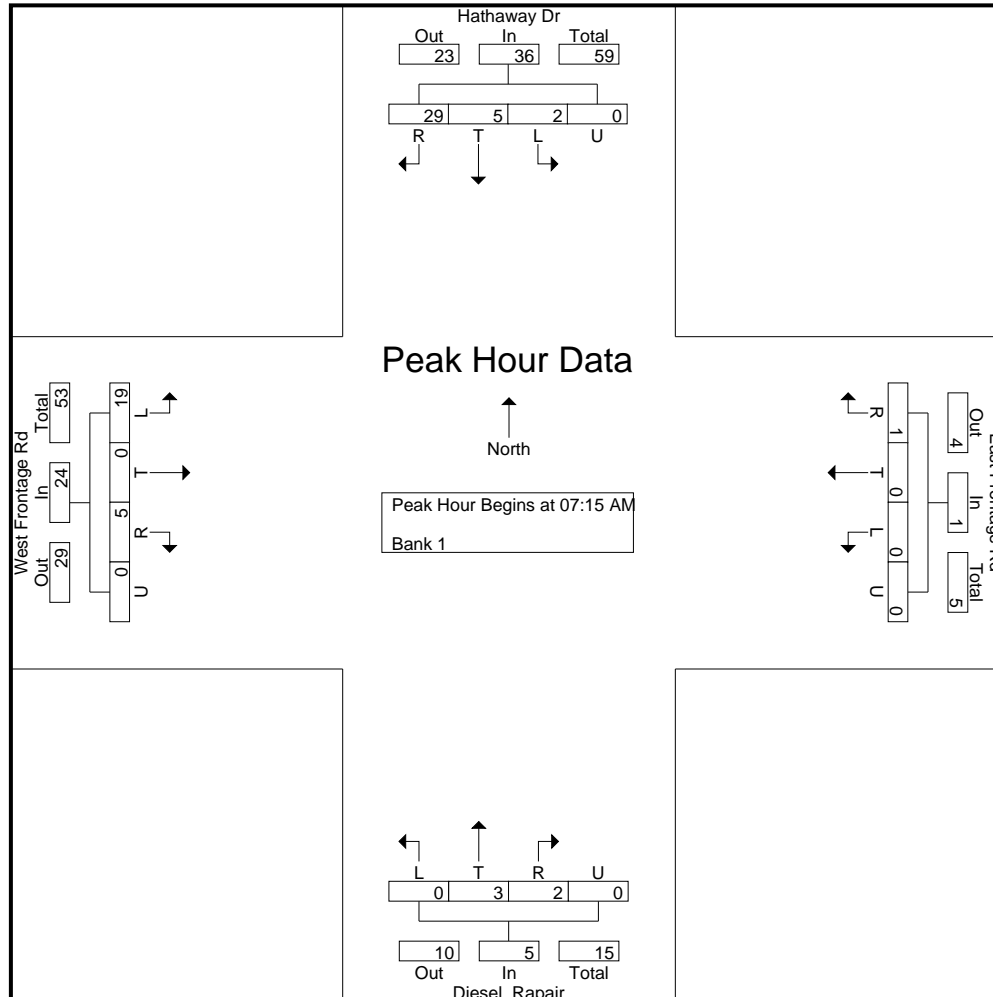 Hathaway Dr
Out In Total
23 36 59
29 5 2 0
R T L U
Peak Hour Data
North
Peak Hour Begins at 07:15 AM
Bank 1
West Frontage Rd
Total In Out
53 24 29
19 0 5 0
L T R U
R T L U
1 0 0 0
Out In Total
4 1 5
Rd
L T R U
0 3 2 0
10 5 15
Out In Total
Diesel Rapair